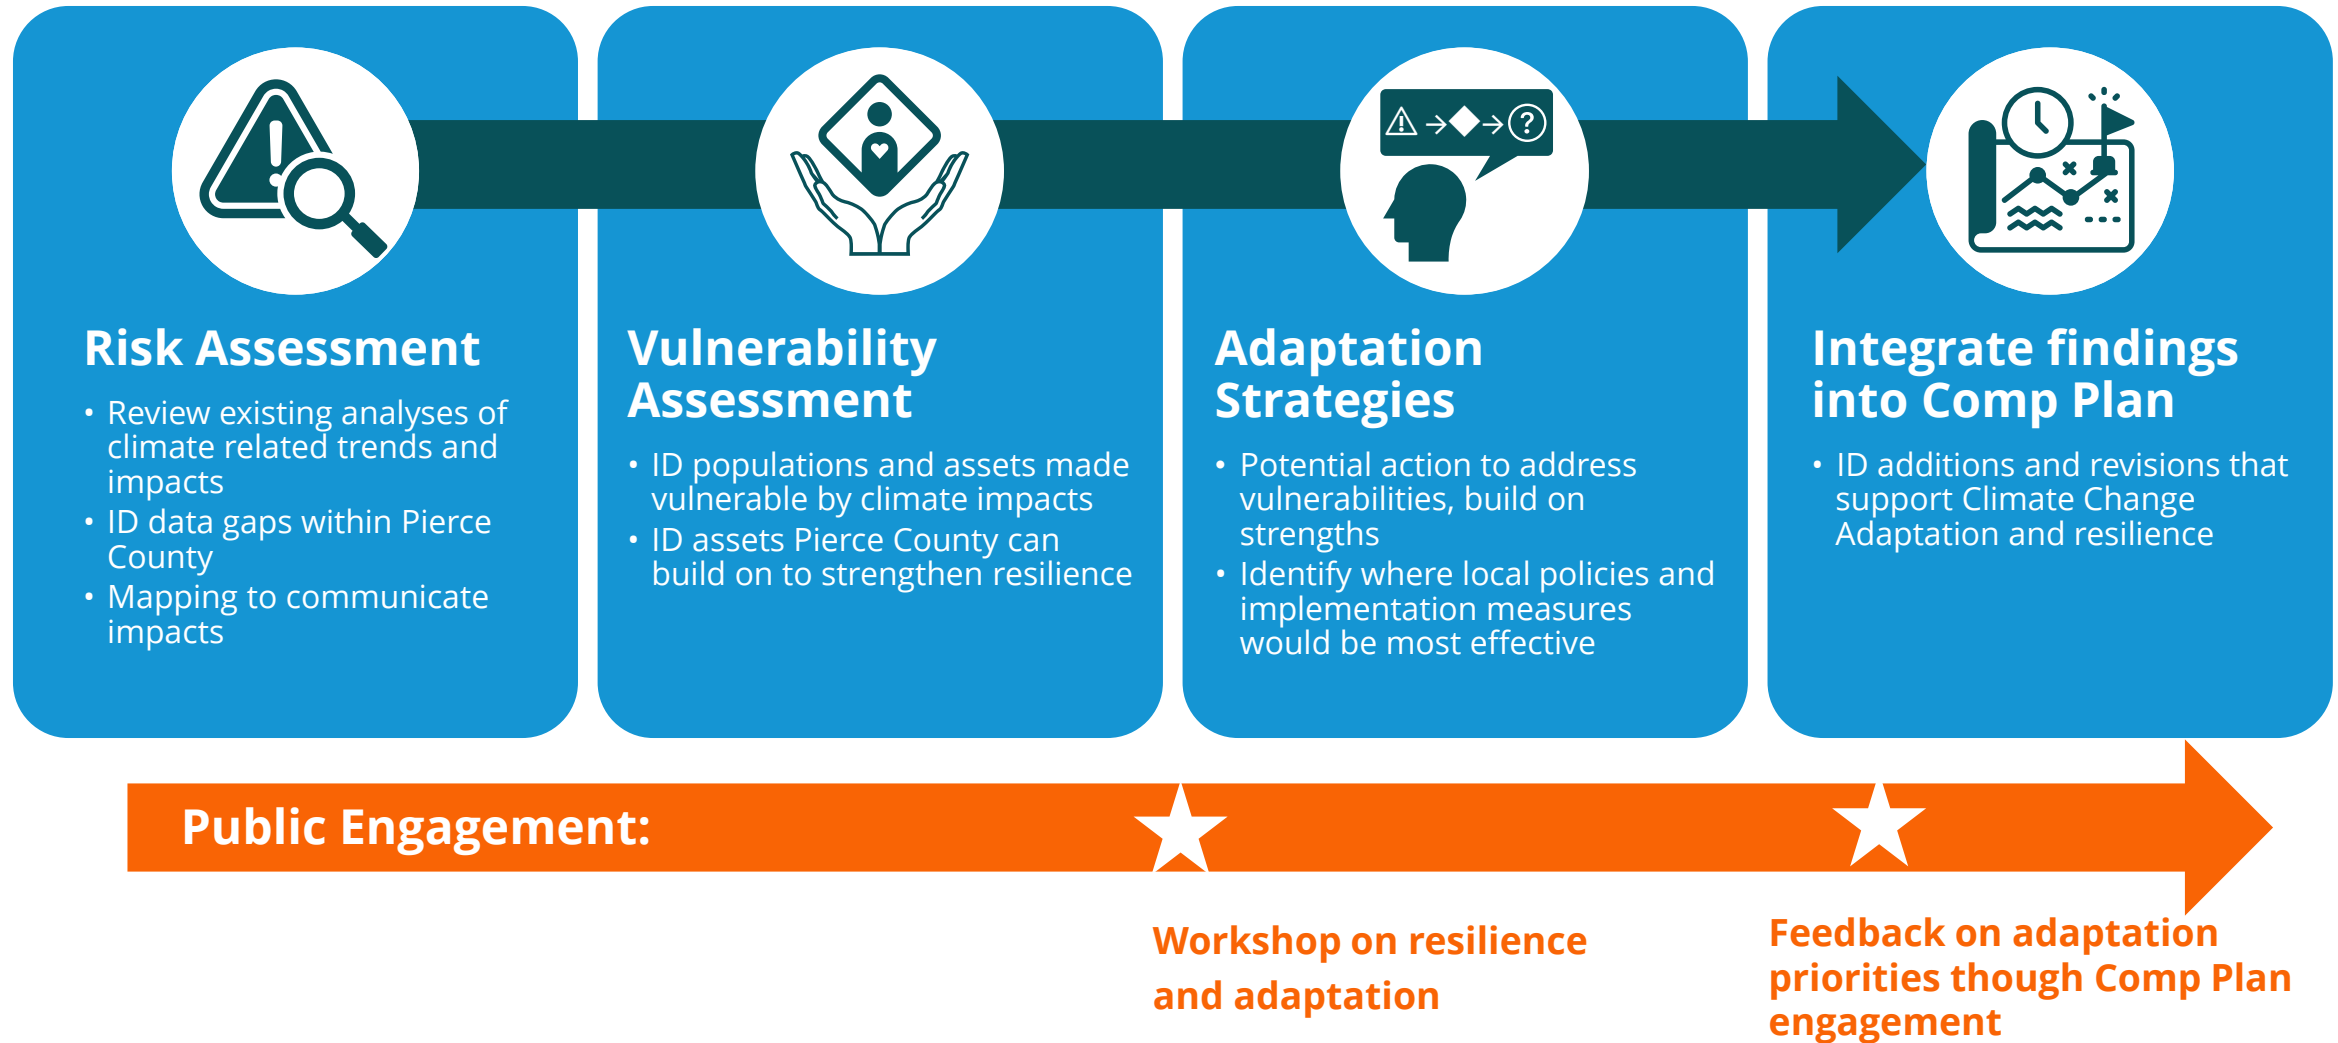 Risk Assessment
• Review existing analyses of
climate related trends and
impacts
• ID data gaps within Pierce
County
• Mapping to communicate
impacts
Vulnerability
Assessment
• ID populations and assets made
vulnerable by climate impacts
• ID assets Pierce County can
build on to strengthen resilience
Adaptation
Strategies
• Potential action to address
vulnerabilities, build on
strengths
• Identify where local policies and
implementation measures
would be most effective
Integrate findings
into Comp Plan
• ID additions and revisions that
support Climate Change
Adaptation and resilience
Public Engagement:
Workshop on resilience
and adaptation
Feedback on adaptation
priorities though Comp Plan
engagement